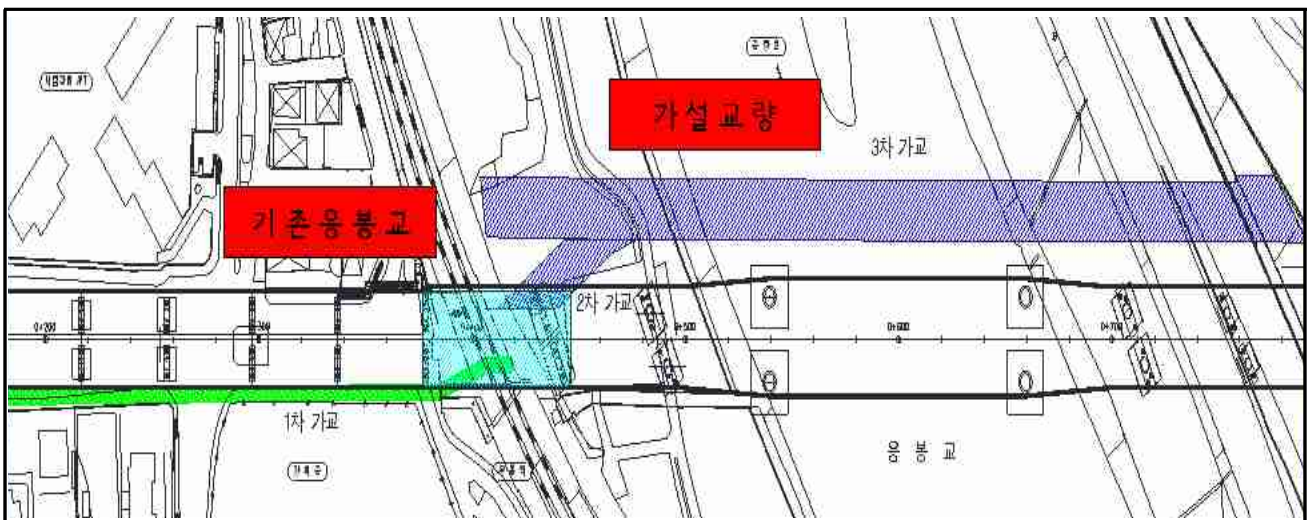 가설교량
3차 가교
기존응봉교
2차 가교
0+200
0+500
0+600
0+700
1차 가교
응 봉 교